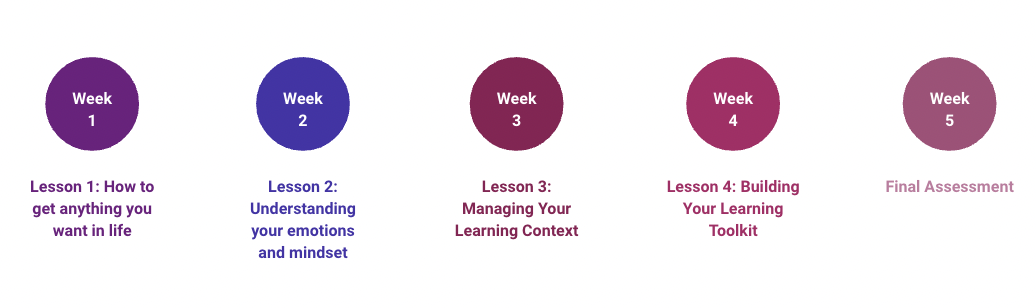 Week
1
Week
2
Week
3
Week
4
Week
5
Lesson 1: How to
get anything you
want in life
Lesson 2:
Understanding
your emotions
and mindset
Lesson 3:
Managing Your
Learning Context
Lesson 4: Building
Your Learning
Toolkit
Final Assessment